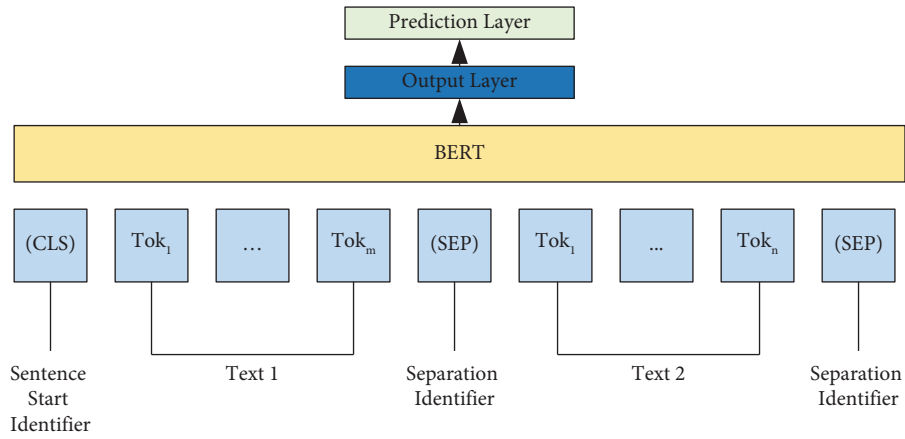 Prediction Layer
Output Layer
BERT
(CLS) Tok₁ … Tokₘ (SEP) Tok₁ ... Tokₙ (SEP)
Sentence Start Identifier
Text 1
Separation Identifier
Text 2
Separation Identifier